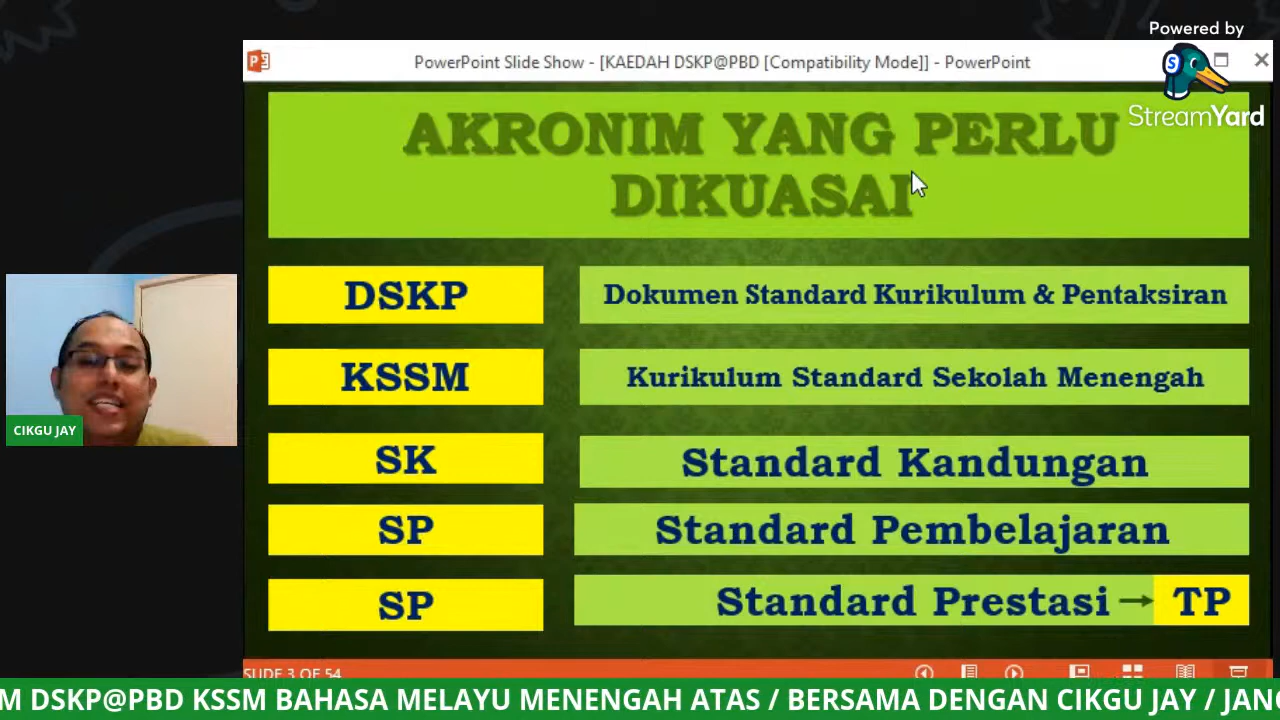 Powered by
StreamYard
PowerPoint Slide Show - [KAEDAH DSKP@PBD [Compatibility Mode]] - PowerPoint
AKRONIM YANG PERLU
DIKUASAI
DSKP
Dokumen Standard Kurikulum & Pentaksiran
KSSM
Kurikulum Standard Sekolah Menengah
SK
Standard Kandungan
SP
Standard Pembelajaran
SP
Standard Prestasi → TP
CIKGU JAY
SLIDE 3 OF 54
M DSKP@PBD KSSM BAHASA MELAYU MENENGAH ATAS / BERSAMA DENGAN CIKGU JAY / JANG